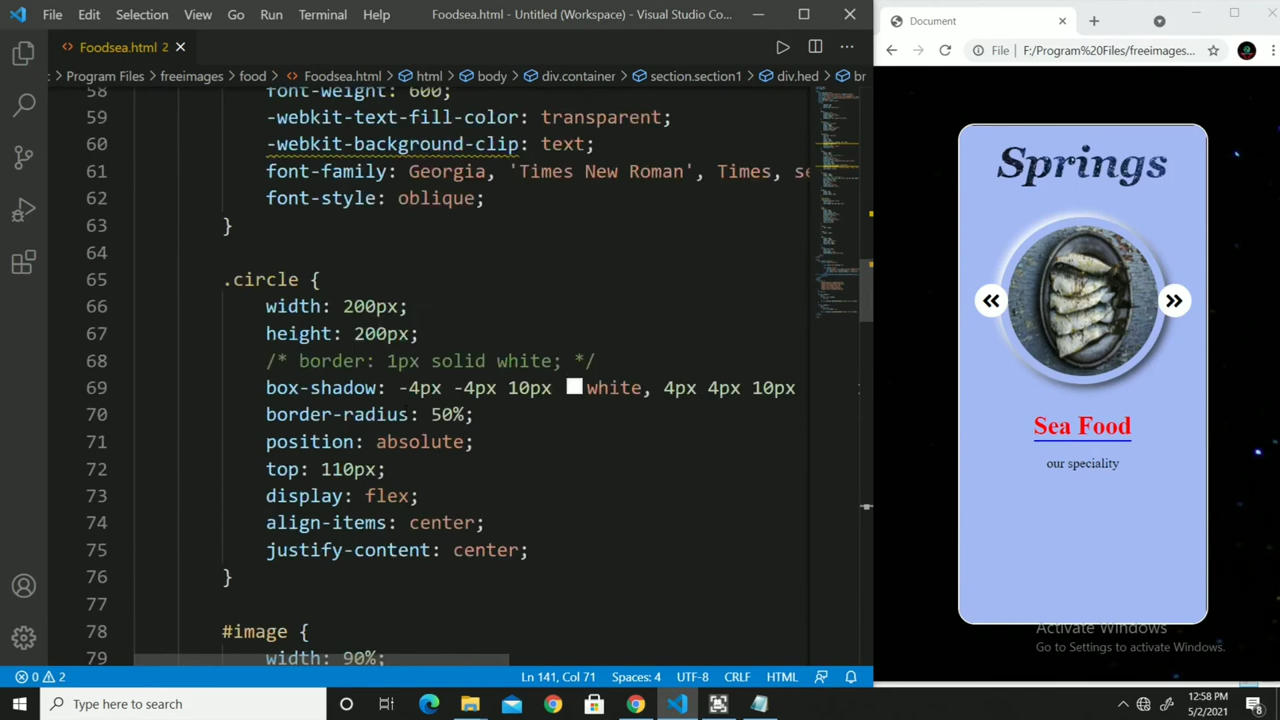 File Edit Selection View Go Run Terminal Help Foodsea.html - Untitled (Workspace) - Visual Studio Co...
Foodsea.html 2
Program Files > freeimages > food > Foodsea.html > html > body > div.container > section.section1 > div.hed > br
58 font-weight: 600;
59 -webkit-text-fill-color: transparent;
60 -webkit-background-clip: text;
61 font-family: Georgia, 'Times New Roman', Times, se
62 font-style: oblique;
63 }
64
65 .circle {
66 width: 200px;
67 height: 200px;
68 /* border: 1px solid white; */
69 box-shadow: -4px -4px 10px white, 4px 4px 10px
70 border-radius: 50%;
71 position: absolute;
72 top: 110px;
73 display: flex;
74 align-items: center;
75 justify-content: center;
76 }
77
78 #image {
79 width: 90%;
0 2 Ln 141, Col 71 Spaces: 4 UTF-8 CRLF HTML
Document
File F:/Program%20Files/freeimages...
Springs
Sea Food
our speciality
Activate Windows
Go to Settings to activate Windows.
Type here to search
12:58 PM
5/2/2021
8